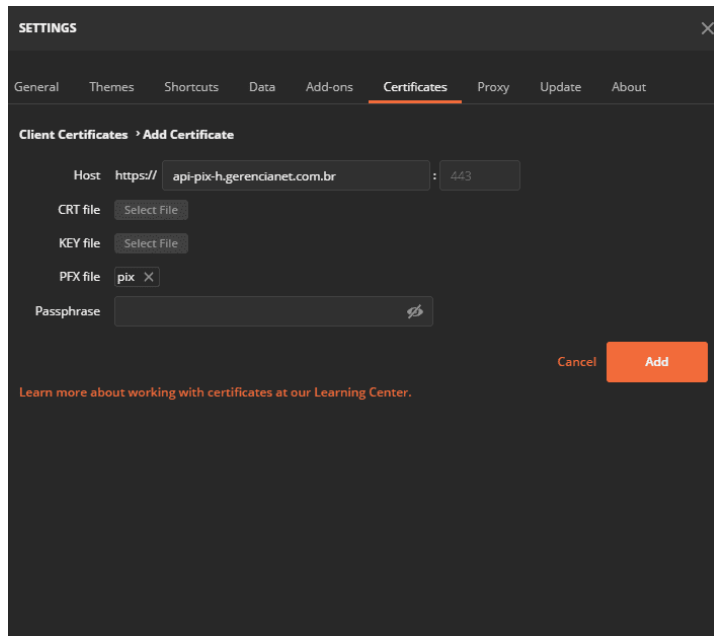 SETTINGS
General Themes Shortcuts Data Add-ons Certificates Proxy Update About
Client Certificates > Add Certificate
Host https:// api-pix-h.gerencianet.com.br : 443
CRT file Select File
KEY file Select File
PFX file pix
Passphrase
Cancel Add
Learn more about working with certificates at our Learning Center.